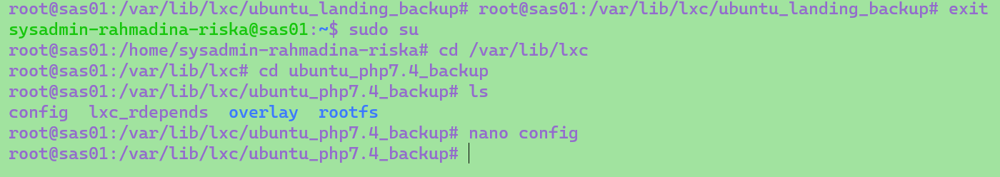 root@sas01:/var/lib/lxc/ubuntu_landing_backup# root@sas01:/var/lib/lxc/ubuntu_landing_backup# exit
sysadmin-rahmadina-riska@sas01:~$ sudo su
root@sas01:/home/sysadmin-rahmadina-riska# cd /var/lib/lxc
root@sas01:/var/lib/lxc# cd ubuntu_php7.4_backup
root@sas01:/var/lib/lxc/ubuntu_php7.4_backup# ls
config  lxc_rdepends  overlay  rootfs
root@sas01:/var/lib/lxc/ubuntu_php7.4_backup# nano config
root@sas01:/var/lib/lxc/ubuntu_php7.4_backup#